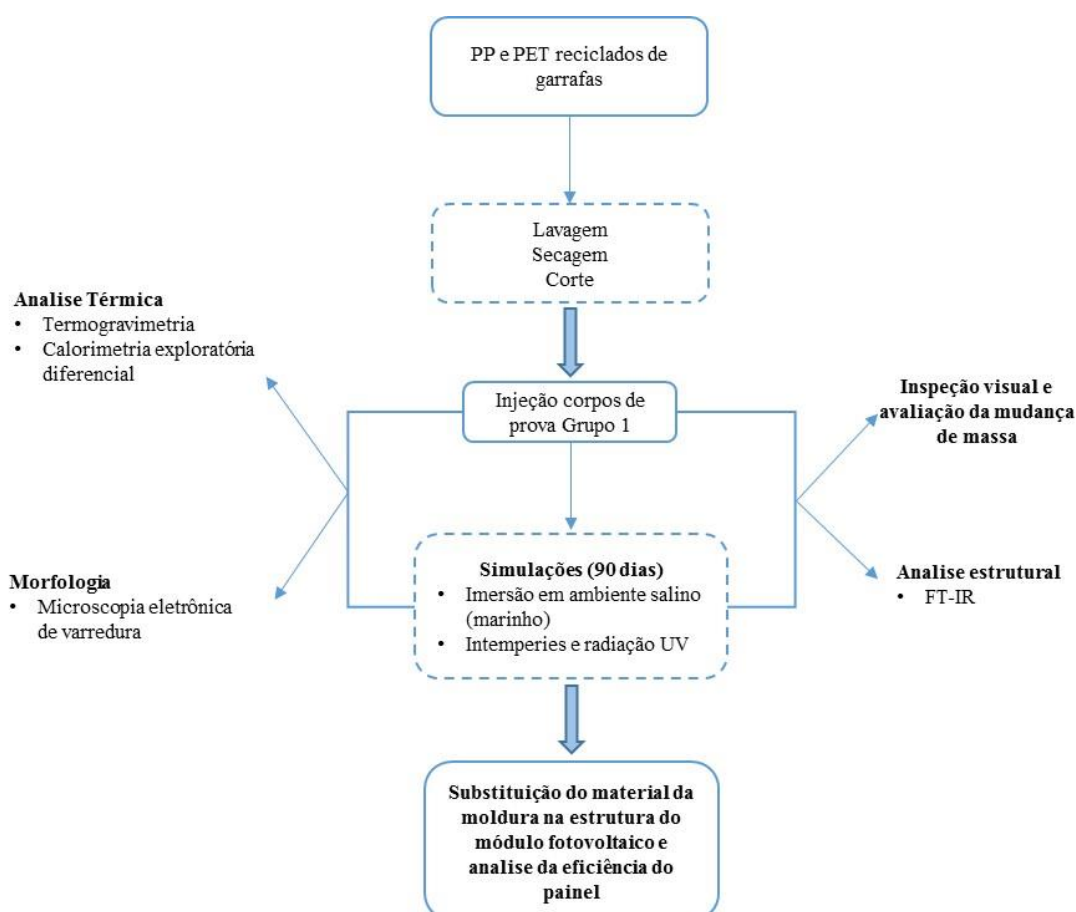 PP e PET reciclados de
garrafas
Lavagem
Secagem
Corte
Analise Térmica
• Termogravimetria
• Calorimetria exploratória
diferencial
Injeção corpos de
prova Grupo 1
Inspeção visual e
avaliação da mudança
de massa
Morfologia
• Microscopia eletrônica
de varredura
Simulações (90 dias)
• Imersão em ambiente salino
(marinho)
• Intemperies e radiação UV
Analise estrutural
• FT-IR
Substituição do material da
moldura na estrutura do
módulo fotovoltaico e
analise da eficiência do
painel